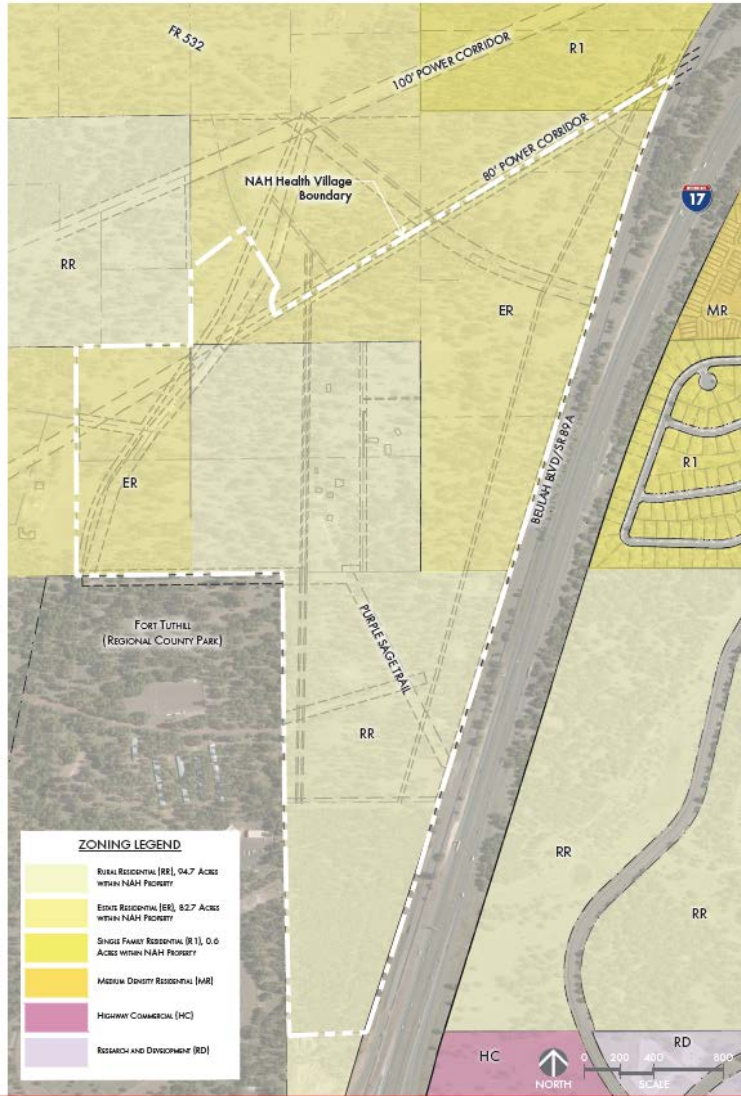 FR 532
100' POWER CORRIDOR
R1
80' POWER CORRIDOR
NAH Health Village
Boundary
INTERSTATE
17
RR
ER
MR
BEULAH BLVD/SR 89A
R1
ER
FORT TUTHILL
(REGIONAL COUNTY PARK)
PURPLE SAGE TRAIL
RR
RR
RR
ZONING LEGEND
RURAL RESIDENTIAL (RR), 94.7 ACRES
WITHIN NAH PROPERTY
ESTATE RESIDENTIAL (ER), 82.7 ACRES
WITHIN NAH PROPERTY
SINGLE FAMILY RESIDENTIAL (R1), 0.6
ACRES WITHIN NAH PROPERTY
MEDIUM DENSITY RESIDENTIAL (MR)
HIGHWAY COMMERCIAL (HC)
RESEARCH AND DEVELOPMENT (RD)
HC
RD
NORTH
0 200 400 800
SCALE